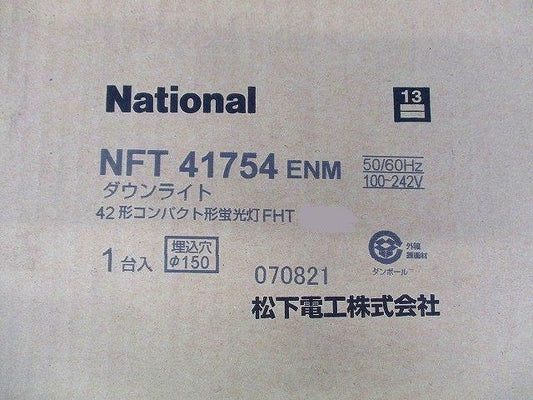 National
13
NFT 41754 ENM
50/60Hz
100~242V
ダウンライト
42形コンパクト形蛍光灯FHT
1台入
埋込穴
φ150
外装
ダンボール
070821
松下電工株式会社